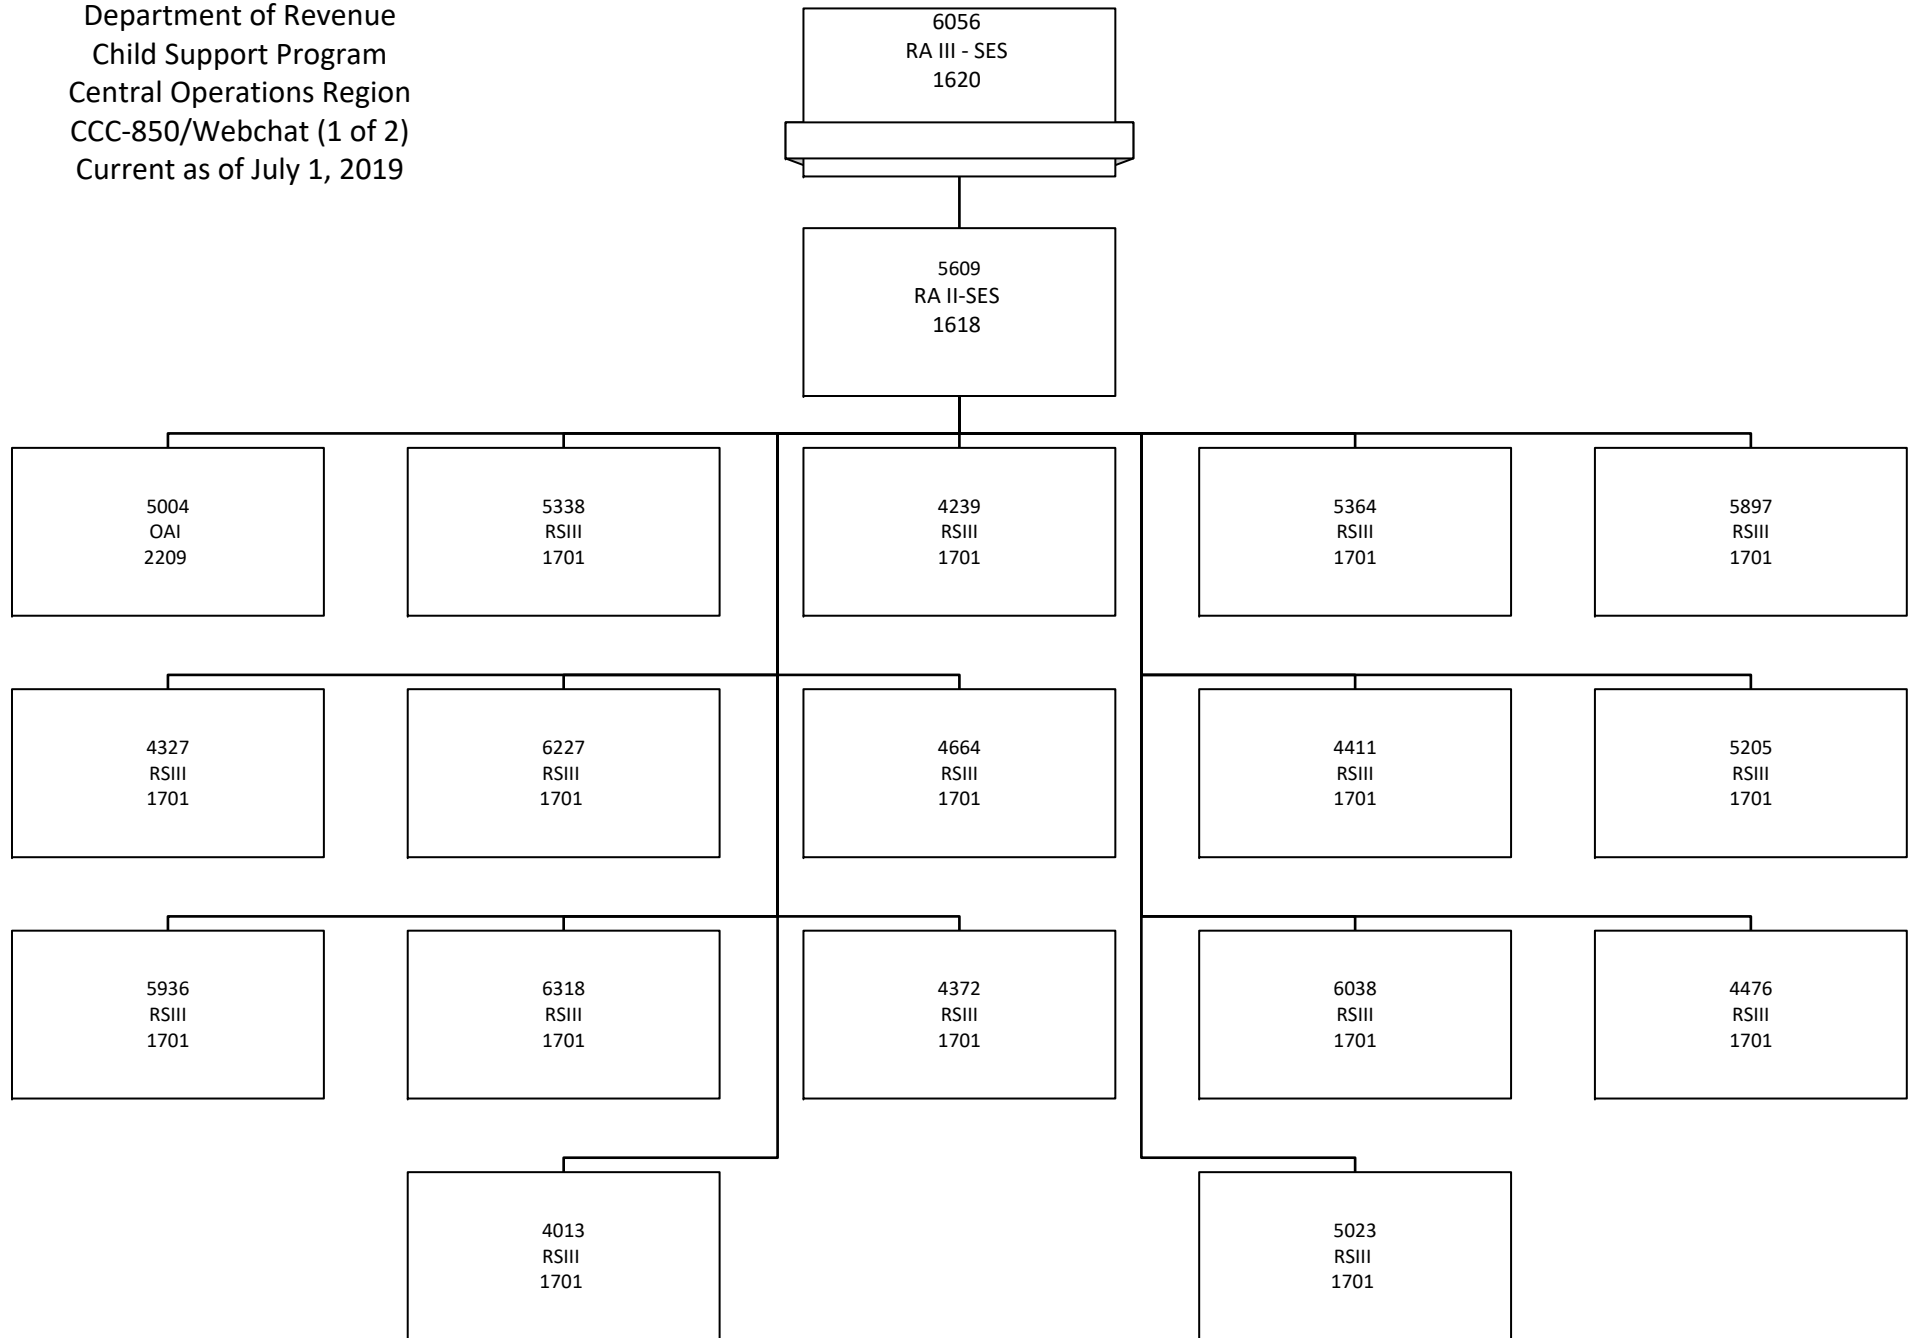 Department of Revenue
Child Support Program
Central Operations Region
CCC-850/Webchat (1 of 2)
Current as of July 1, 2019
6056
RA III - SES
1620
5609
RA II-SES
1618
5004
OAI
2209
5338
RSIII
1701
4239
RSIII
1701
5364
RSIII
1701
5897
RSIII
1701
4327
RSIII
1701
6227
RSIII
1701
4664
RSIII
1701
4411
RSIII
1701
5205
RSIII
1701
5936
RSIII
1701
6318
RSIII
1701
4372
RSIII
1701
6038
RSIII
1701
4476
RSIII
1701
4013
RSIII
1701
5023
RSIII
1701